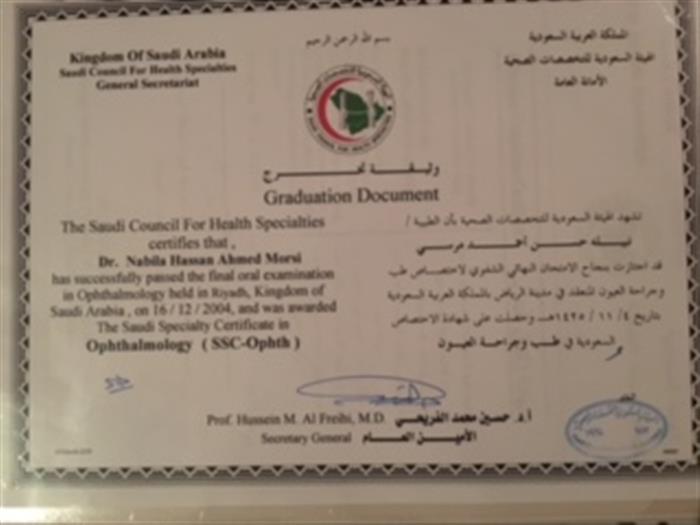 بسم الله الرحمن الرحيم
Kingdom Of Saudi Arabia
Saudi Council For Health Specialties
General Secretariat
المملكة العربية السعودية
الهيئة السعودية للتخصصات الصحية
الأمانة العامة
وثيقة تخرج
Graduation Document
The Saudi Council For Health Specialties
certifies that ,
Dr. Nabila Hassan Ahmed Morsi
has successfully passed the final oral examination
in Ophthalmology held in Riyadh, Kingdom of
Saudi Arabia , on 16 / 12 / 2004, and was awarded
The Saudi Specialty Certificate in
Ophthalmology ( SSC-Ophth )
تشهد الهيئة السعودية للتخصصات الصحية بأن الطبيبة /
نبيله حسن أحمد مرسي
قد اجتازت بنجاح الامتحان النهائي الشفوي لاختصاص طب
وجراحة العيون المنعقد في مدينة الرياض بالمملكة العربية السعودية
بتاريخ ٤ / ١١ / ١٤٢٥هـ وحصلت على شهادة الاختصاص
السعودية في طب وجراحة العيون
Prof. Hussein M. Al Freihi, M.D. أ.د. حسين محمد الفريحي
Secretary General الأمين العام